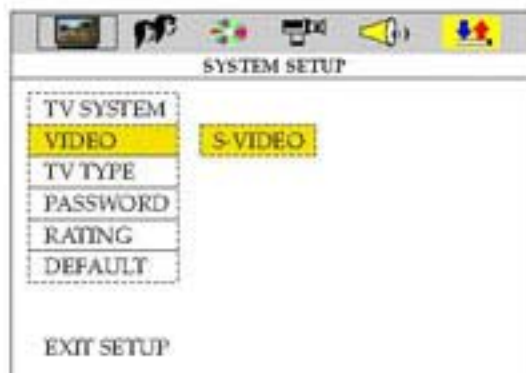 SYSTEM SETUP
TV SYSTEM
VIDEO S-VIDEO
TV TYPE
PASSWORD
RATING
DEFAULT
EXIT SETUP